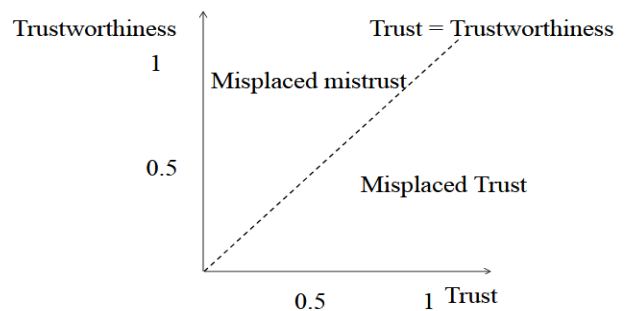 Trustworthiness
Trust = Trustworthiness
1
Misplaced mistrust
0.5
Misplaced Trust
0.5
1
Trust